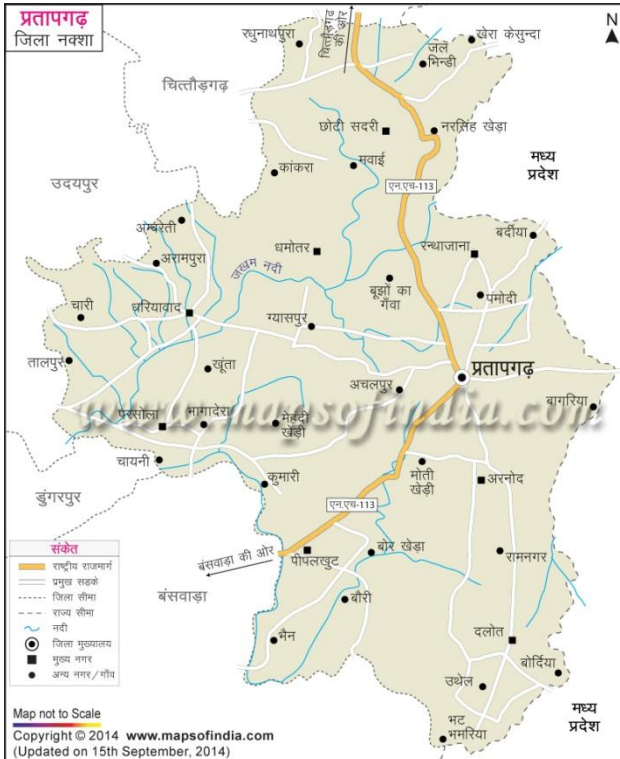 प्रतापगढ़
जिला नक्शा
रघुनाथपुरा
चित्तौड़गढ़
की ओर
खेरा केसुन्दा
N
जल
भिन्डी
चित्तौड़गढ़
छोटी सदरी
नरसिंह खेड़ा
मध्य
प्रदेश
मवाई
कांकरा
एन.एच-113
उदयपुर
अम्बरेती
बर्दीया
धमोतर
रन्थाजाना
अरामपुरा
जखम नदी
बूझों का
गँवा
पमोदी
चारी
धरियावाद
ग्यासपुर
तालपुर
खूंता
प्रतापगढ़
अचलपुर
बागरिया
www.mapsofindia.com
परसोला
भागादेरा
मेहंदी
खेड़ी
चायनी
कुमारी
मोती
खेड़ी
अरनोद
डुंगरपुर
एन.एच-113
बंसवाड़ा की ओर
पीपलखुट
बोर खेड़ा
रामनगर
बंसवाड़ा
बौरी
भैन
दलोत
बोर्दिया
उथेल
मध्य
प्रदेश
भट
भमरिया
संकेत
राष्ट्रीय राजमार्ग
प्रमुख सड़कें
जिला सीमा
राज्य सीमा
नदी
जिला मुख्यालय
मुख्य नगर
अन्य नगर/गाँव
Map not to Scale
Copyright © 2014 www.mapsofindia.com
(Updated on 15th September, 2014)